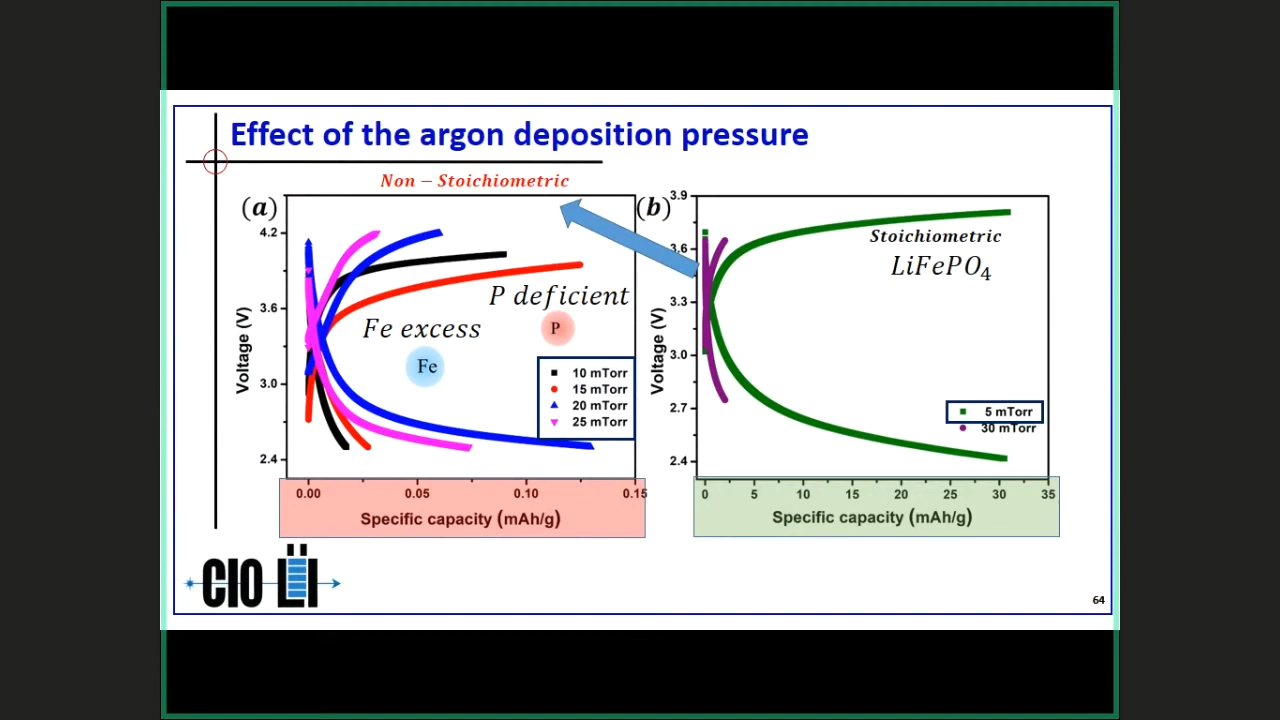 Effect of the argon deposition pressure
Non – Stoichiometric
(a)
4.2
3.6
3.0
2.4
Voltage (V)
P deficient
P
Fe excess
Fe
10 mTorr
15 mTorr
20 mTorr
25 mTorr
0.00 0.05 0.10 0.15
Specific capacity (mAh/g)
(b)
3.9
3.6
3.3
3.0
2.7
2.4
Voltage (V)
Stoichiometric
LiFePO4
5 mTorr
30 mTorr
0 5 10 15 20 25 30 35
Specific capacity (mAh/g)
CIO LI
64